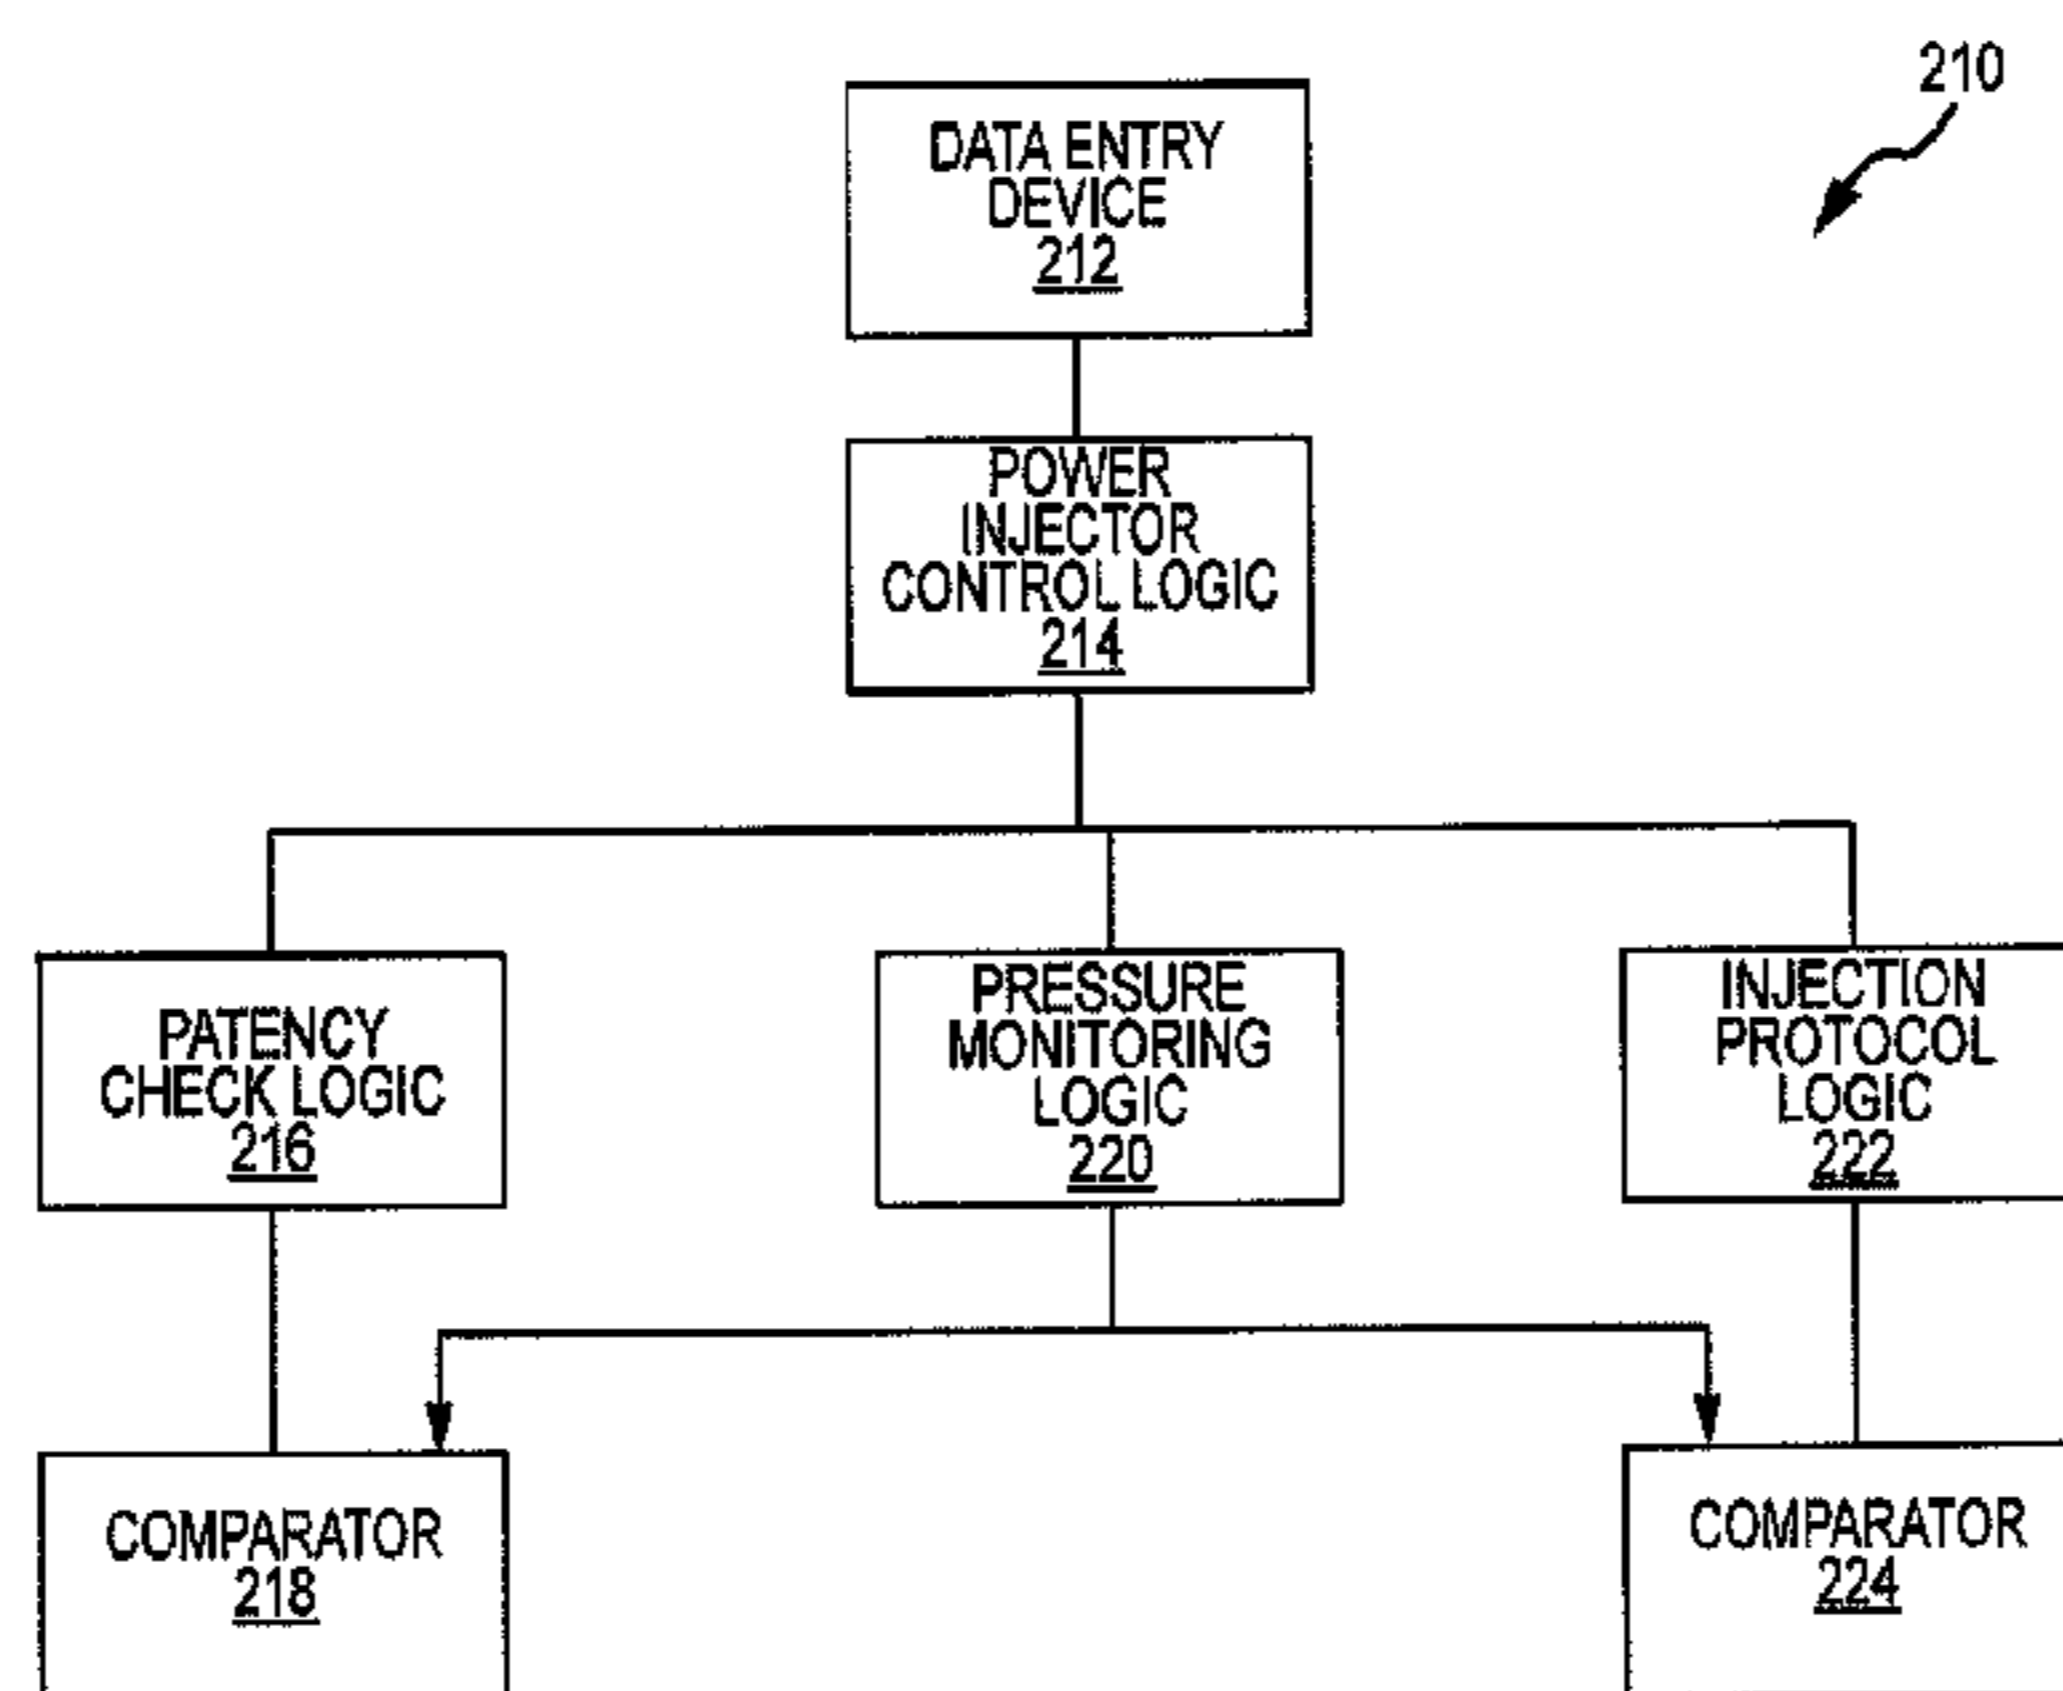 210
DATA ENTRY
DEVICE
212
POWER
INJECTOR
CONTROL LOGIC
214
PATENCY
CHECK LOGIC
216
PRESSURE
MONITORING
LOGIC
220
INJECTION
PROTOCOL
LOGIC
222
COMPARATOR
218
COMPARATOR
224